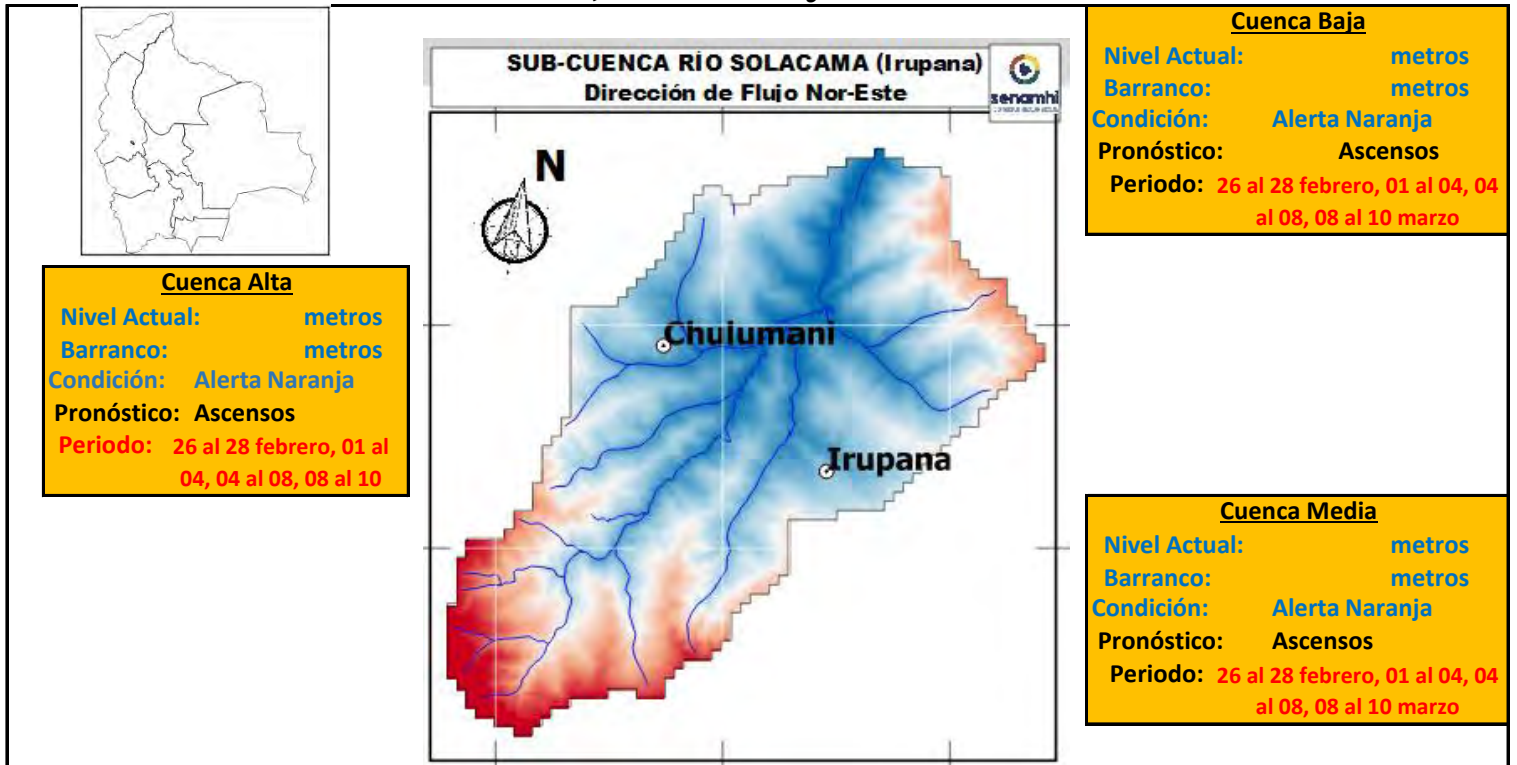 SUB-CUENCA RÍO SOLACAMA (Irupana)
Dirección de Flujo Nor-Este
senamhi
N
Chulumani
Irupana
Cuenca Alta
Nivel Actual: metros
Barranco: metros
Condición: Alerta Naranja
Pronóstico: Ascensos
Periodo: 26 al 28 febrero, 01 al
04, 04 al 08, 08 al 10
Cuenca Baja
Nivel Actual: metros
Barranco: metros
Condición: Alerta Naranja
Pronóstico: Ascensos
Periodo: 26 al 28 febrero, 01 al 04, 04
al 08, 08 al 10 marzo
Cuenca Media
Nivel Actual: metros
Barranco: metros
Condición: Alerta Naranja
Pronóstico: Ascensos
Periodo: 26 al 28 febrero, 01 al 04, 04
al 08, 08 al 10 marzo